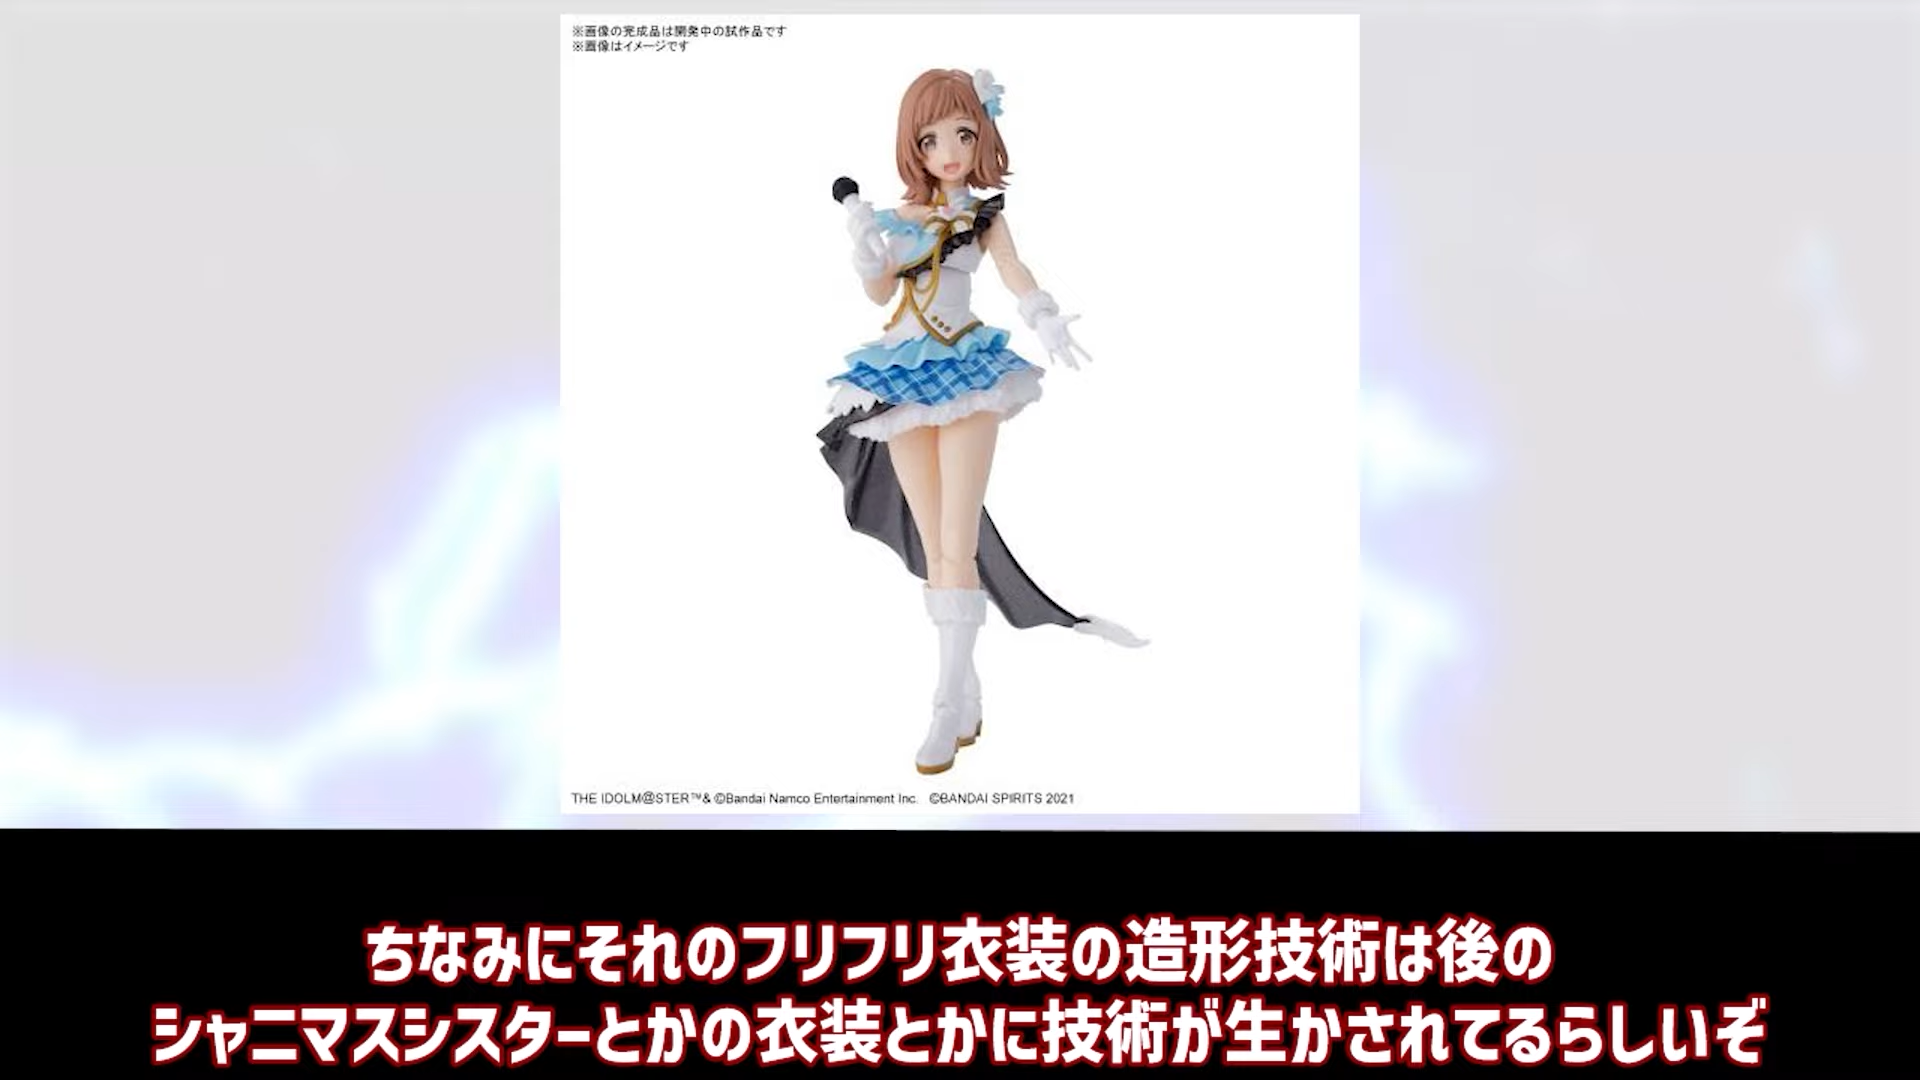 ※画像の完成品は開発中の試作品です
※画像はイメージです
THE IDOLM@STER™& ©Bandai Namco Entertainment Inc. ©BANDAI SPIRITS 2021
ちなみにそれのフリフリ衣装の造形技術は後の
シャニマスシスターとかの衣装とかに技術が生かされてるらしいぞ